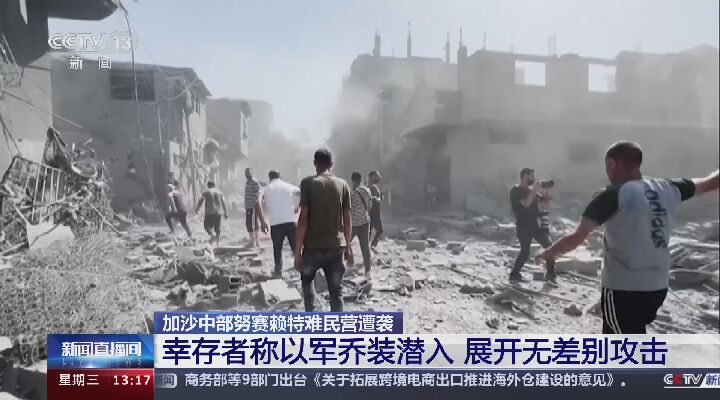 CCTV 13
新闻
adidas
加沙中部努赛赖特难民营遭袭
新闻直播间
幸存者称以军乔装潜入 展开无差别攻击
星期三 13:17
新闻 商务部等9部门出台《关于拓展跨境电商出口推进海外仓建设的意见》。 CCTV 新闻